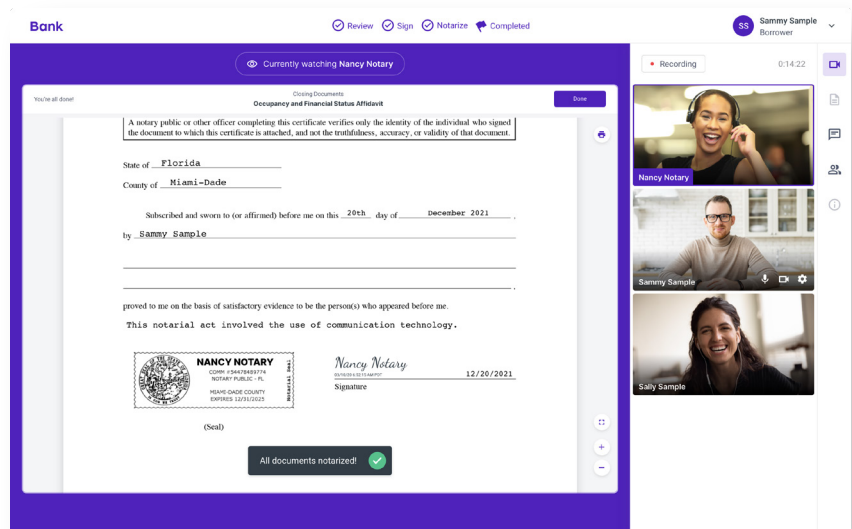 Bank
Review Sign Notarize Completed
SS
Sammy Sample
Borrower
Currently watching Nancy Notary
Recording 0:14:22
You're all done!
Closing Documents
Occupancy and Financial Status Affidavit
Done
A notary public or other officer completing this certificate verifies only the identity of the individual who signed
the document to which this certificate is attached, and not the truthfulness, accuracy, or validity of that document.
State of Florida
County of Miami-Dade
Subscribed and sworn to (or affirmed) before me on this 20th day of December 2021 ,
by Sammy Sample
.
proved to me on the basis of satisfactory evidence to be the person(s) who appeared before me.
This notarial act involved the use of communication technology.
NANCY NOTARY
COMM #54478489774
NOTARY PUBLIC - FL
MIAMI-DADE COUNTY
EXPIRES 12/31/2025
Notarial Seal
(Seal)
Nancy Notary
12/20/2021
Signature
All documents notarized!
Nancy Notary
Sammy Sample
Sally Sample